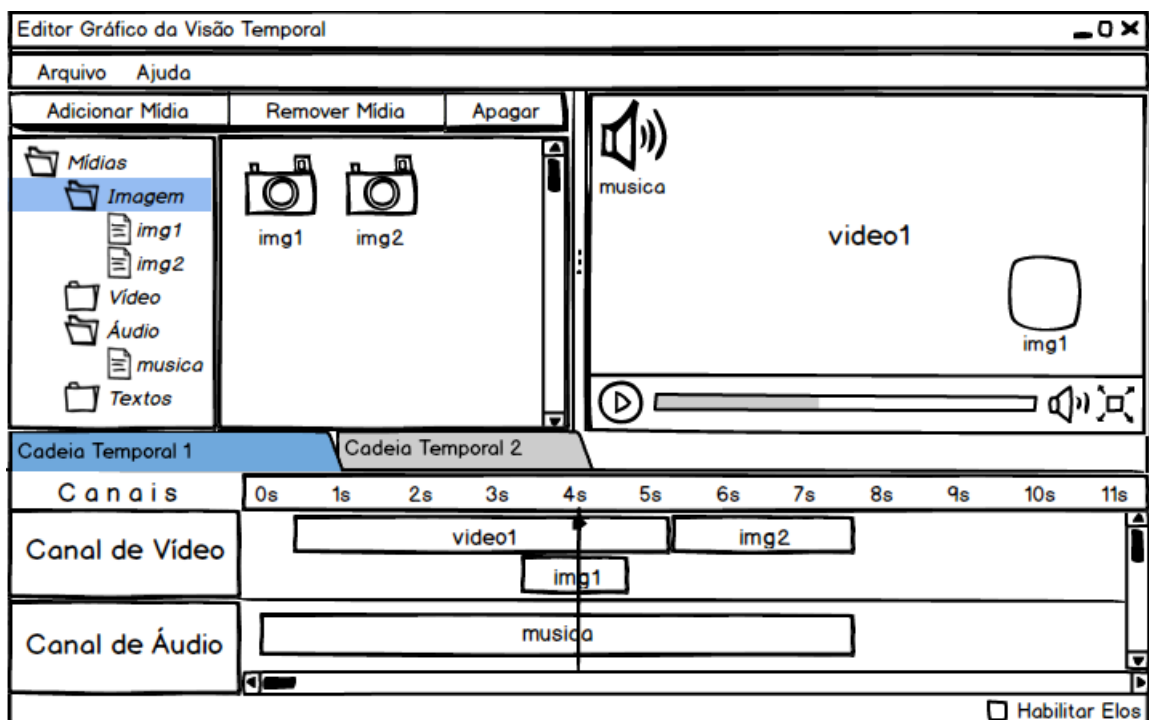 Editor Gráfico da Visão Temporal
Arquivo Ajuda
Adicionar Mídia Remover Mídia Apagar
Mídias
Imagem
img1
img2
Vídeo
Áudio
musica
Textos
img1 img2
musica
video1
img1
Cadeia Temporal 1 Cadeia Temporal 2
Canais 0s 1s 2s 3s 4s 5s 6s 7s 8s 9s 10s 11s
Canal de Vídeo
video1 img2
img1
Canal de Áudio
musica
Habilitar Elos